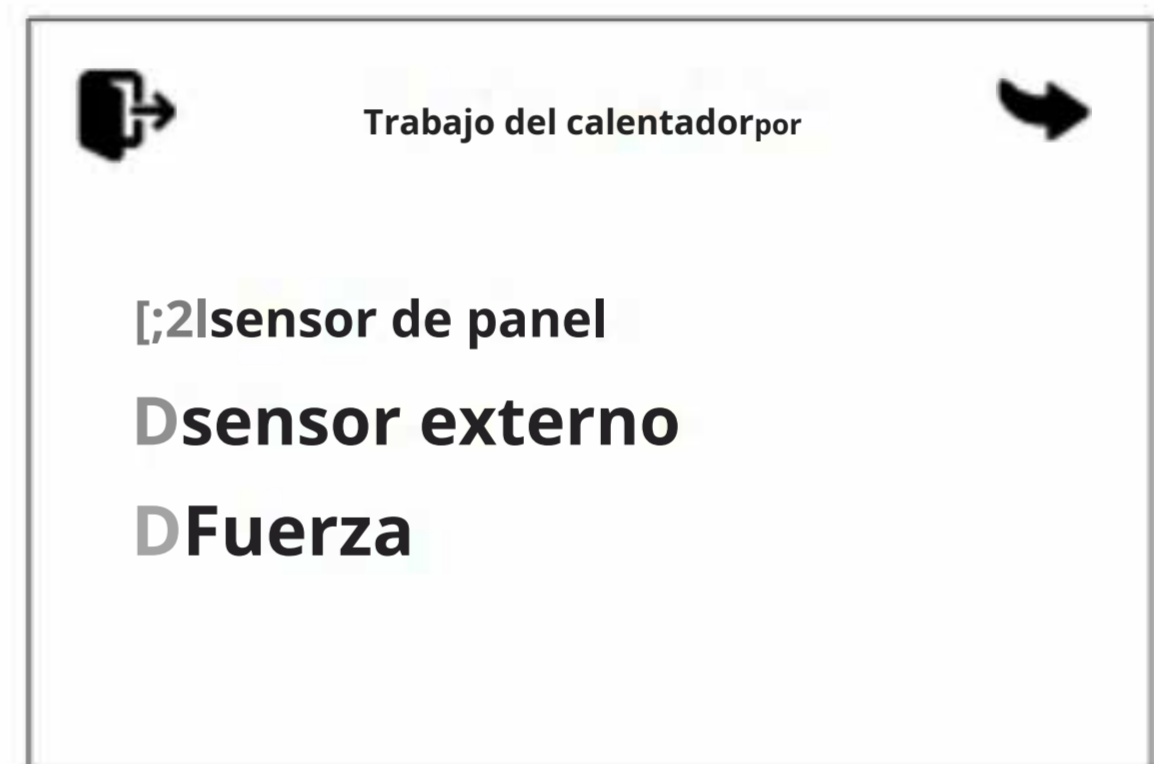 Trabajo del calentadorpor
[;2lsensor de panel
Dsensor externo
DFuerza